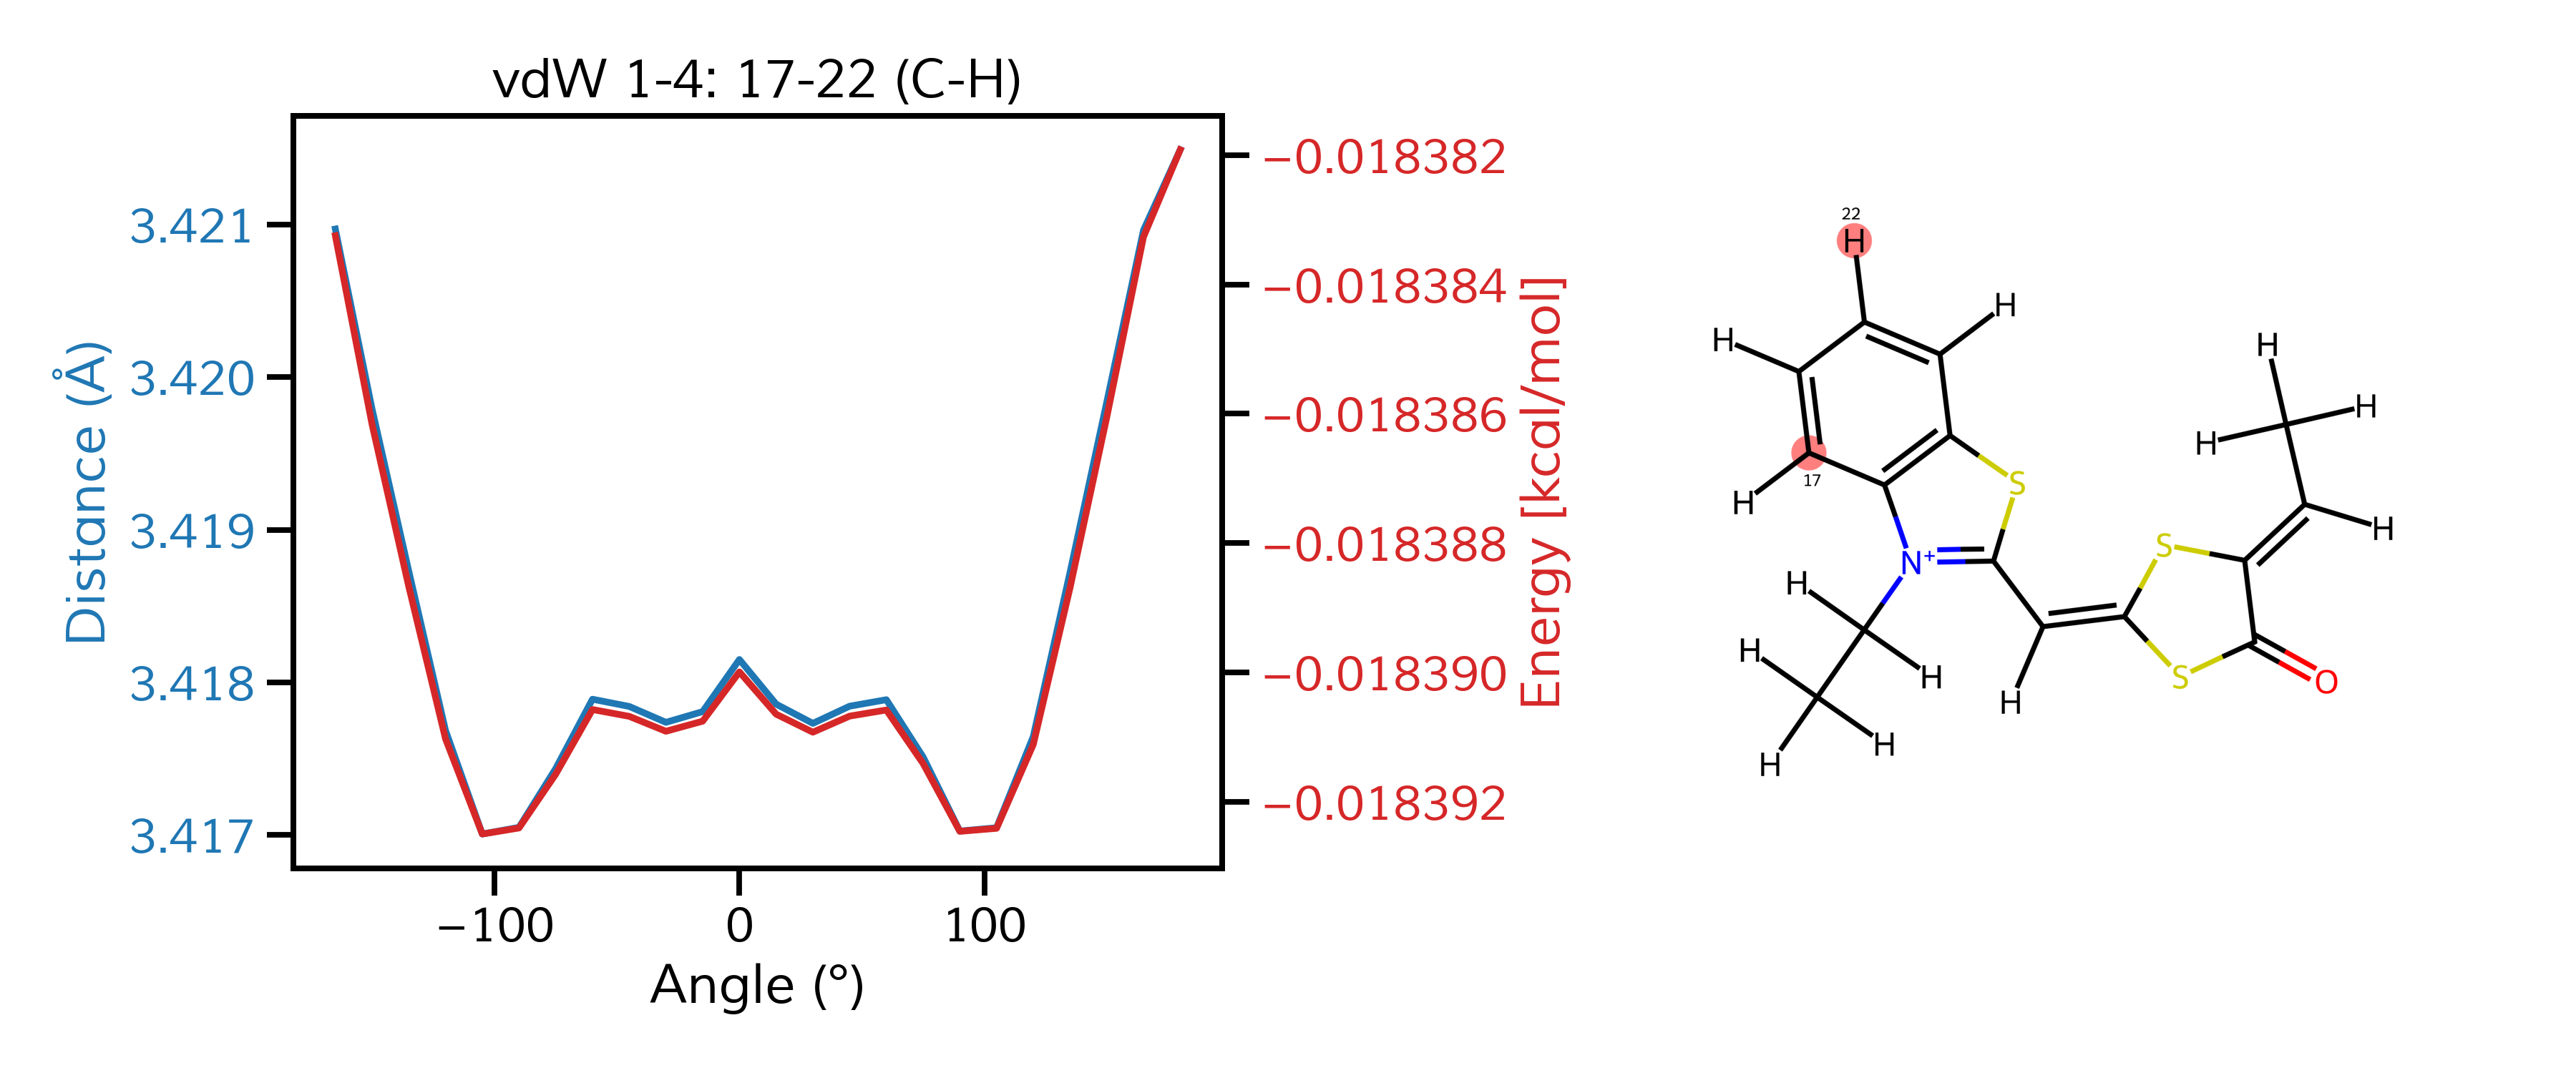 vdW 1-4: 17-22 (C-H)
Distance (Å)
3.421
3.420
3.419
3.418
3.417
−0.018382
−0.018384
−0.018386
−0.018388
−0.018390
−0.018392
Energy [kcal/mol]
−100
0
100
Angle (°)
22
H
H
H
H
H
H
17
H
S
H
S
N+
H
H
S
O
H
H
H
H